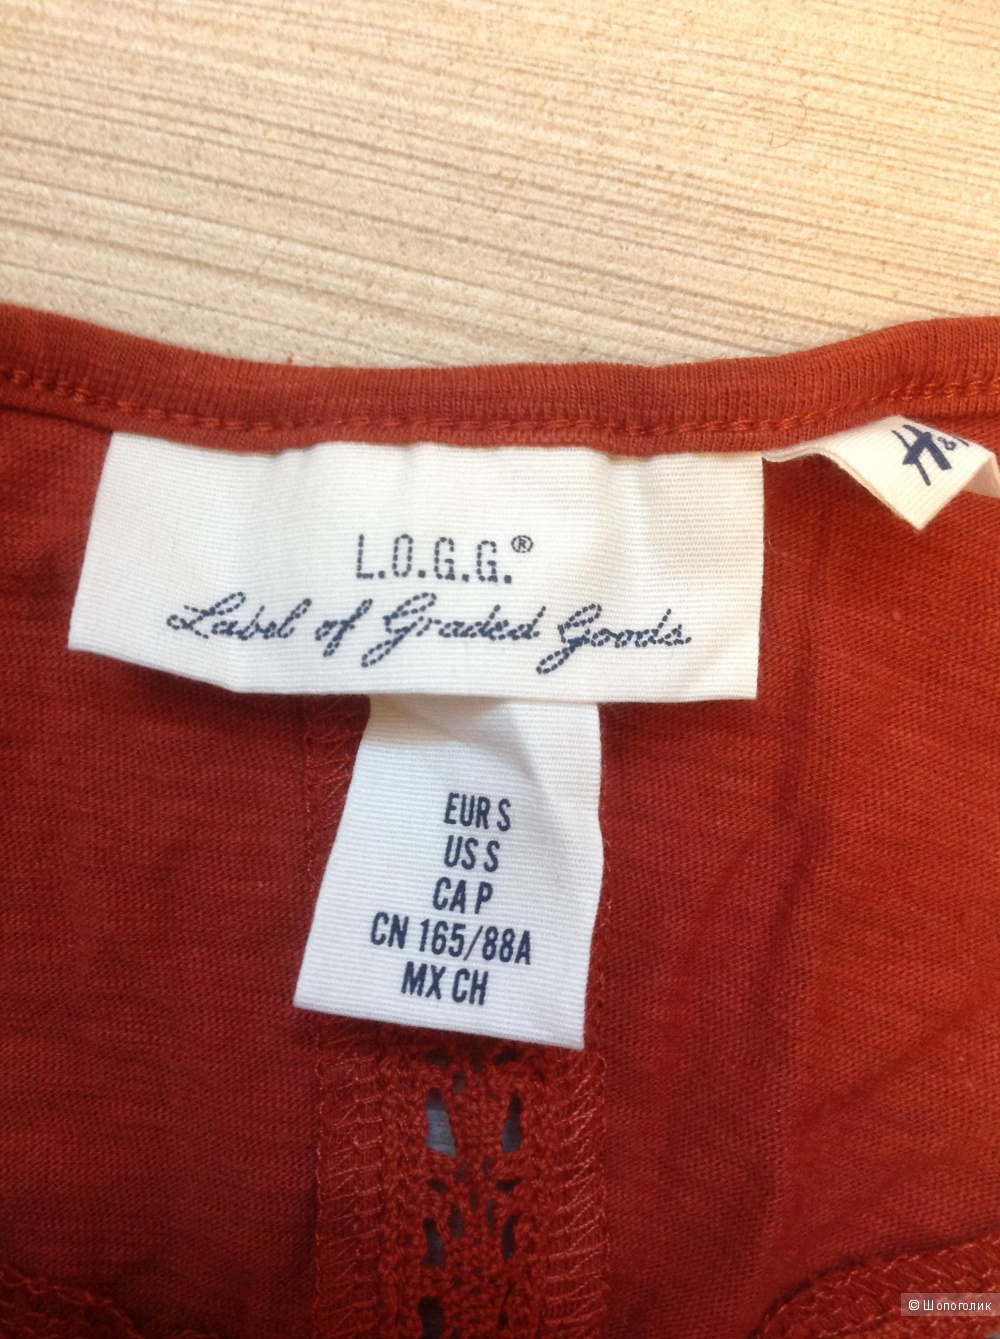 H&
L.O.G.G.®
Label of Graded Goods
EUR S
US S
CA P
CN 165/88A
MX CH
© Шопоголик